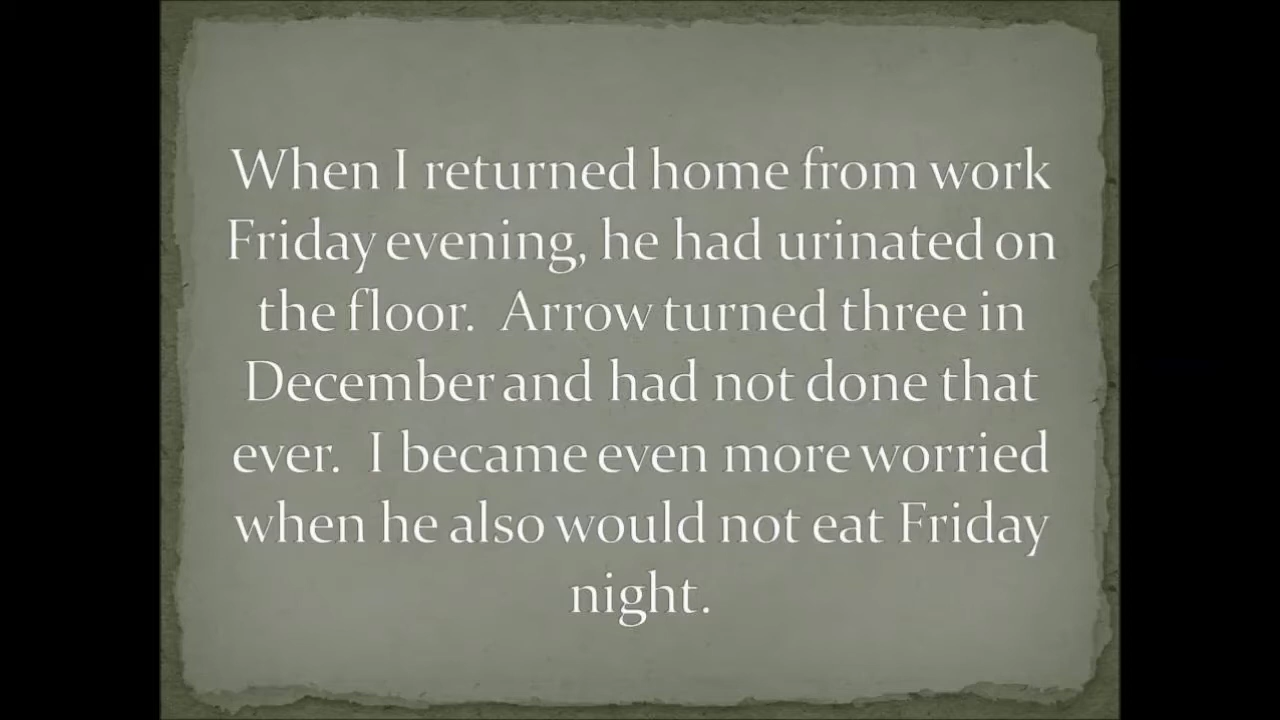 When I returned home from work
Friday evening, he had urinated on
the floor.  Arrow turned three in
December and had not done that
ever.  I became even more worried
when he also would not eat Friday
night.